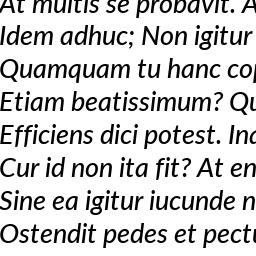 At multis se probavit. A
Idem adhuc; Non igitur
Quamquam tu hanc cop
Etiam beatissimum? Qu
Efficiens dici potest. Ind
Cur id non ita fit? At en
Sine ea igitur iucunde n
Ostendit pedes et pectu